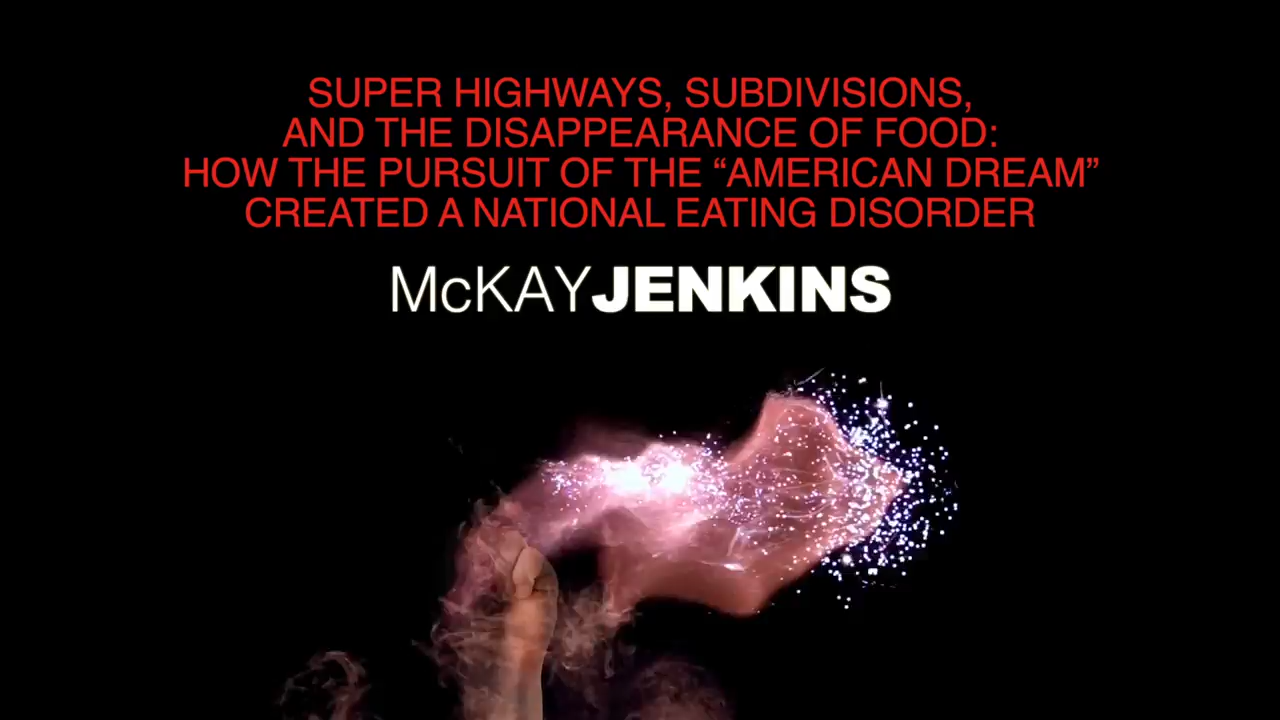 SUPER HIGHWAYS, SUBDIVISIONS,
AND THE DISAPPEARANCE OF FOOD:
HOW THE PURSUIT OF THE “AMERICAN DREAM”
CREATED A NATIONAL EATING DISORDER
McKAYJENKINS